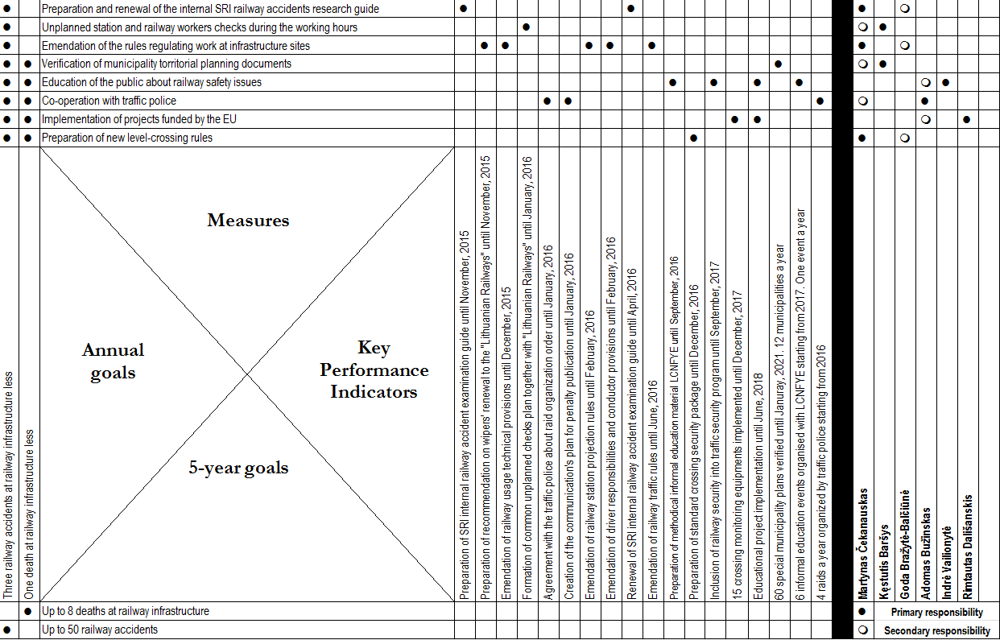 Preparation and renewal of the internal SRI railway accidents research guide
Unplanned station and railway workers checks during the working hours
Emendation of the rules regulating work at infrastructure sites
Verification of municipality territorial planning documents
Education of the public about railway safety issues
Co-operation with traffic police
Implementation of projects funded by the EU
Preparation of new level-crossing rules
Measures
Annual
goals
Key
Performance
Indicators
5-year goals
Three railway accidents at railway infrastructure less
One death at railway infrastructure less
Preparation of SRI internal railway accident examination guide until November, 2015
Preparation of recommendation on wipers' renewal to the "Lithuanian Railways" until November, 2015
Emendation of railway usage technical provisions until December, 2015
Formation of common unplanned checks plan together with "Lithuanian Railways" until January, 2016
Agreement with the traffic police about raid organization order until January, 2016
Creation of the communication's plan for penalty publication until January, 2016
Emendation of railway station projection rules until February, 2016
Emendation of driver responsibilities and conductor provisions until February, 2016
Renewal of SRI internal railway accident examination guide until April, 2016
Emendation of railway traffic rules until June, 2016
Preparation of methodical informal education material LCNFYE until September, 2016
Preparation of standard crossing security package until December, 2016
Inclusion of railway security into traffic security program until September, 2017
15 crossing monitoring equipments implemented until December, 2017
Educational project implementation until June, 2018
60 special municipality plans verified until Januray, 2021. 12 municipalities a year
6 informal education events organised with LCNFYE starting from 2017. One event a year
4 raids a year organized by traffic police starting from 2016
Martynas Čekanauskas
Kęstutis Baršys
Goda Bražytė-Balčiūnė
Adomas Bužinskas
Indrė Vailionytė
Rimtautas Dališanskis
Up to 8 deaths at railway infrastructure
Primary responsibility
Up to 50 railway accidents
Secondary responsibility